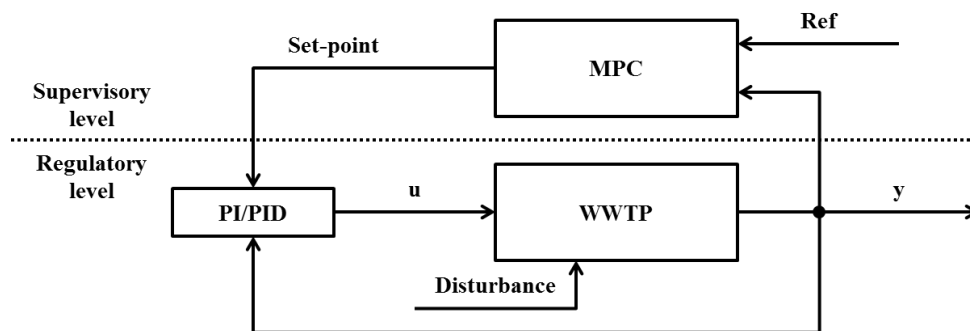 Ref
Set-point
MPC
Supervisory
level
Regulatory
level
PI/PID
u
WWTP
y
Disturbance